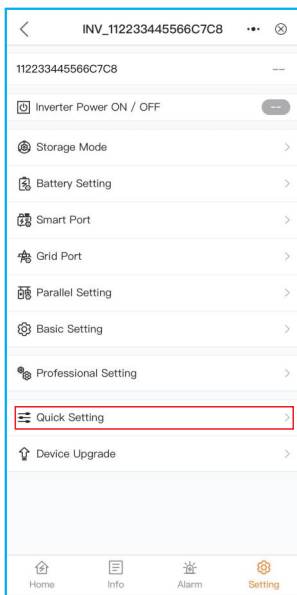 INV_112233445566C7C8
112233445566C7C8 --
Inverter Power ON / OFF --
Storage Mode
Battery Setting
Smart Port
Grid Port
Parallel Setting
Basic Setting
Professional Setting
Quick Setting
Device Upgrade
Home Info Alarm Setting